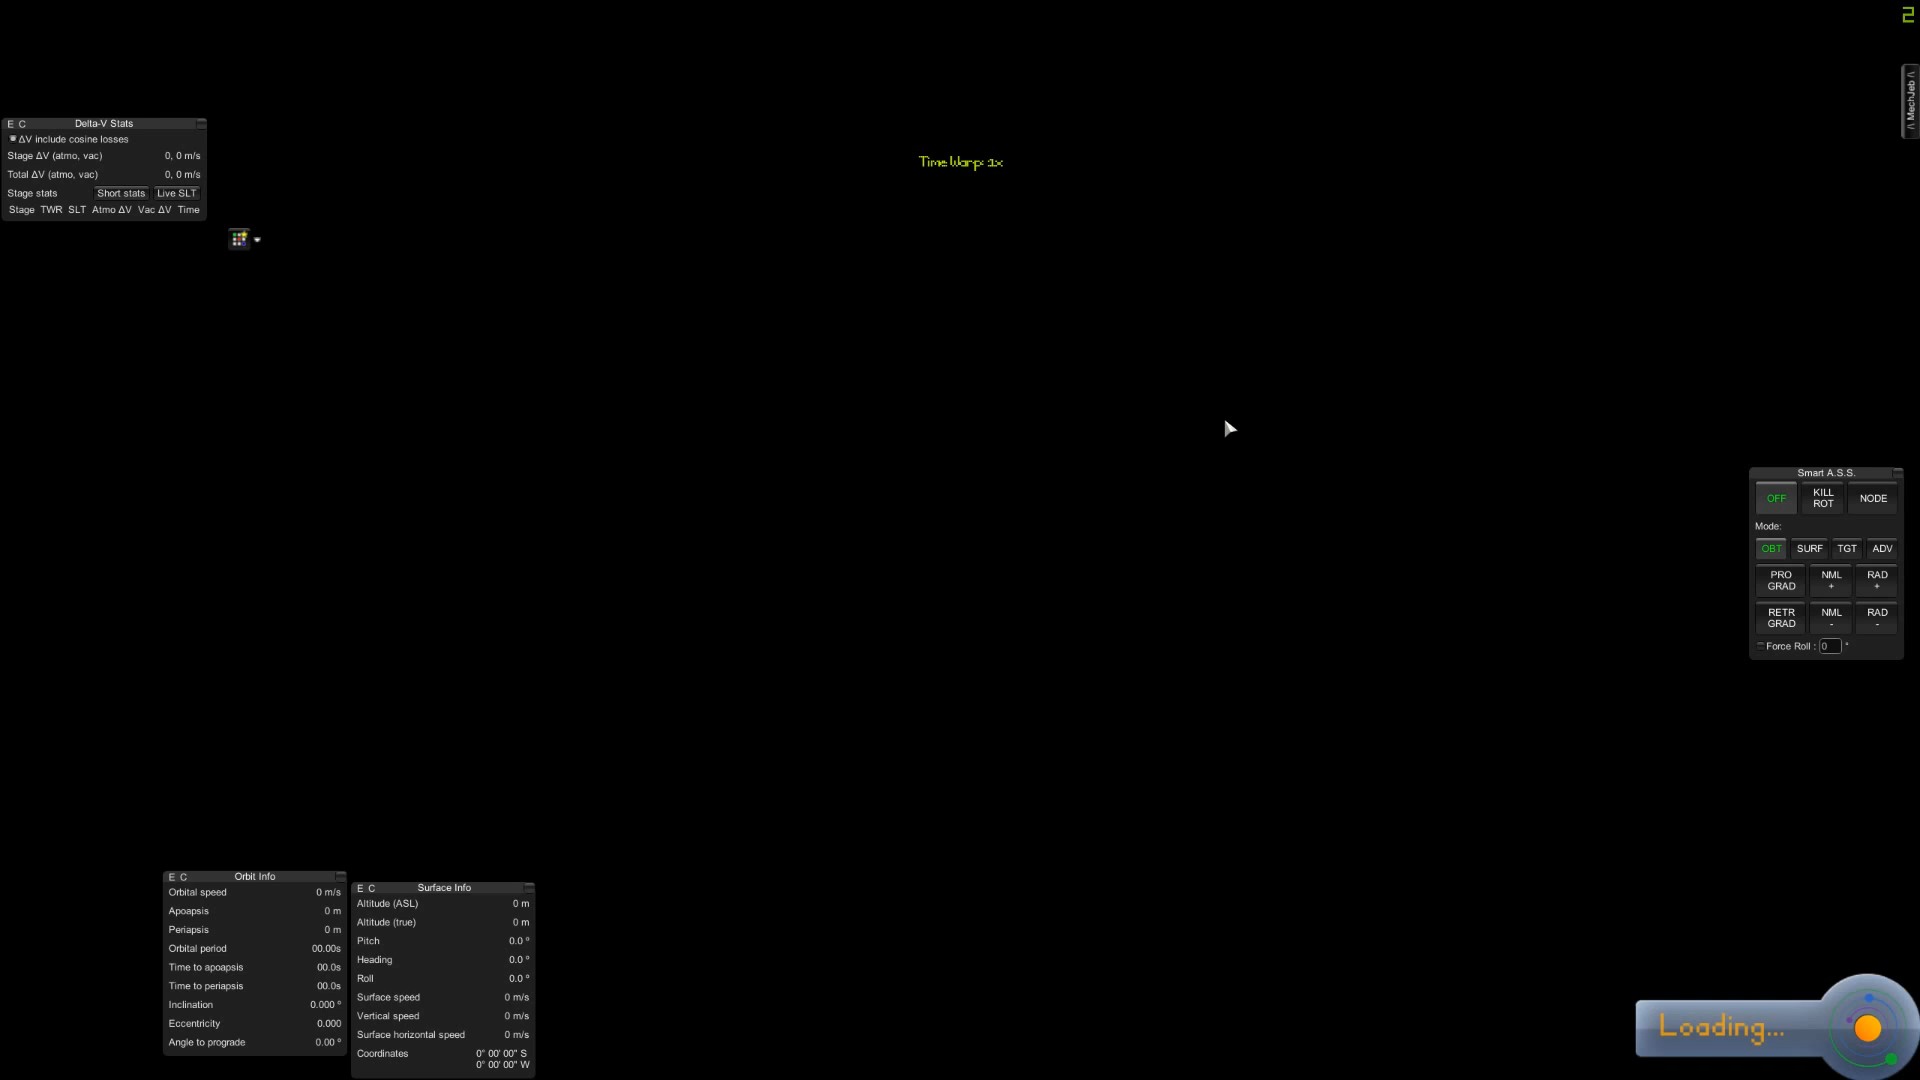 2
\/ MechJeb \/
E C Delta-V Stats
ΔV include cosine losses
Stage ΔV (atmo, vac) 0, 0 m/s
Total ΔV (atmo, vac) 0, 0 m/s
Stage stats Short stats Live SLT
Stage TWR SLT Atmo ΔV Vac ΔV Time
Time Warp: 1x
Smart A.S.S.
OFF KILL ROT NODE
Mode:
OBT SURF TGT ADV
PRO GRAD NML + RAD +
RETR GRAD NML - RAD -
Force Roll : 0 °
E C Orbit Info
Orbital speed 0 m/s
Apoapsis 0 m
Periapsis 0 m
Orbital period 00.00s
Time to apoapsis 00.0s
Time to periapsis 00.0s
Inclination 0.000 °
Eccentricity 0.000
Angle to prograde 0.00 °
E C Surface Info
Altitude (ASL) 0 m
Altitude (true) 0 m
Pitch 0.0 °
Heading 0.0 °
Roll 0.0 °
Surface speed 0 m/s
Vertical speed 0 m/s
Surface horizontal speed 0 m/s
Coordinates 0° 00' 00" S
0° 00' 00" W
Loading...